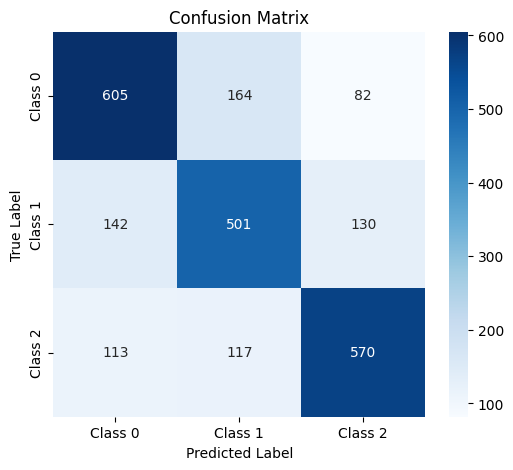 Confusion Matrix
True Label
Class 0
605 164 82
Class 1
142 501 130
Class 2
113 117 570
Class 0 Class 1 Class 2
Predicted Label
600
500
400
300
200
100